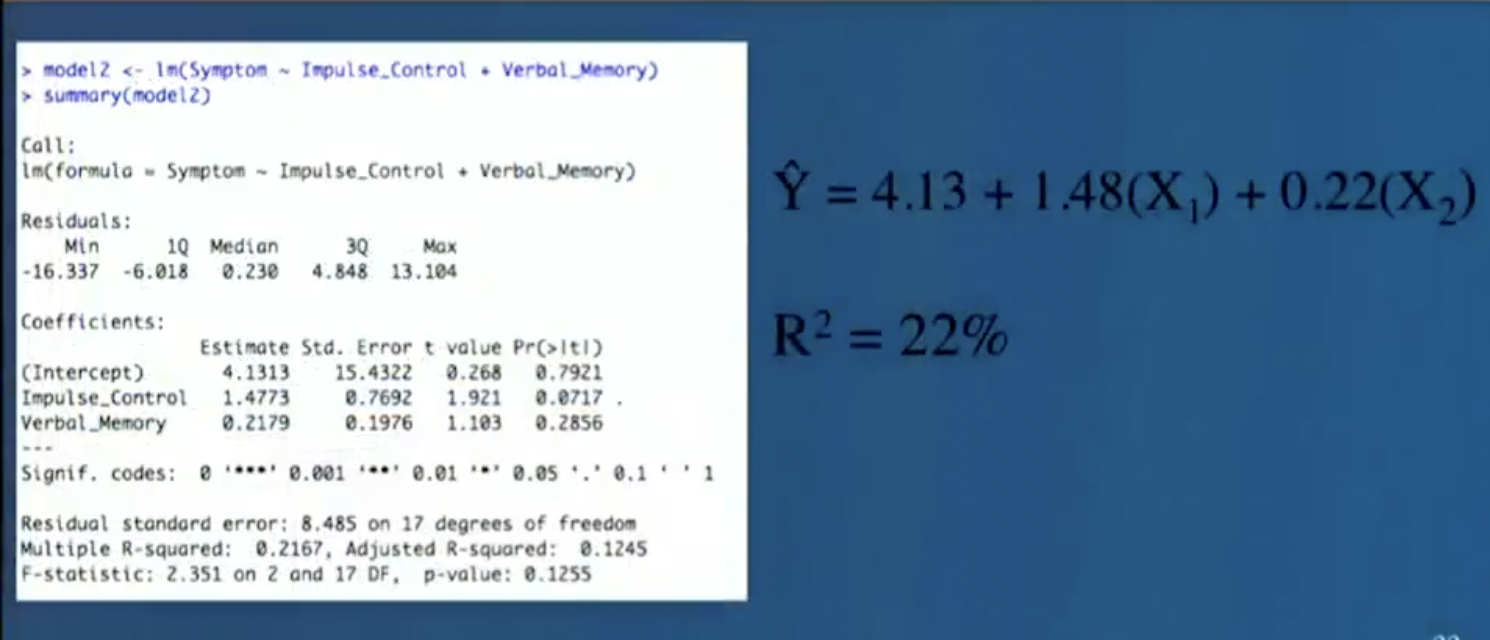 > model2 <- lm(Symptom ~ Impulse_Control + Verbal_Memory)
> summary(model2)
Call:
lm(formula = Symptom ~ Impulse_Control + Verbal_Memory)
Residuals:
Min 1Q Median 3Q Max
-16.337 -6.018 0.230 4.848 13.104
Coefficients:
Estimate Std. Error t value Pr(>|t|)
(Intercept) 4.1313 15.4322 0.268 0.7921
Impulse_Control 1.4773 0.7692 1.921 0.0717 .
Verbal_Memory 0.2179 0.1976 1.103 0.2856
---
Signif. codes: 0 '***' 0.001 '**' 0.01 '*' 0.05 '.' 0.1 ' ' 1
Residual standard error: 8.485 on 17 degrees of freedom
Multiple R-squared: 0.2167, Adjusted R-squared: 0.1245
F-statistic: 2.351 on 2 and 17 DF, p-value: 0.1255
Ŷ = 4.13 + 1.48(X₁) + 0.22(X₂)
R² = 22%